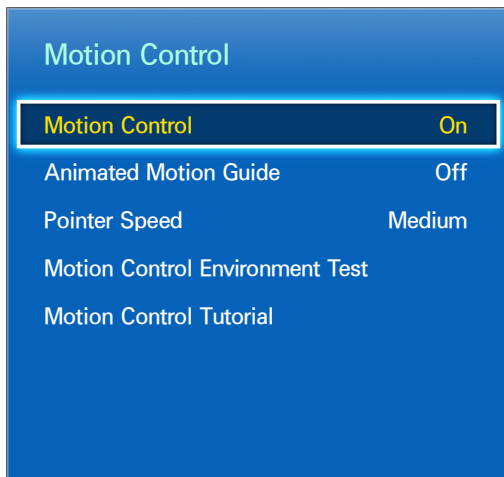 Motion Control
Motion Control On
Animated Motion Guide Off
Pointer Speed Medium
Motion Control Environment Test
Motion Control Tutorial